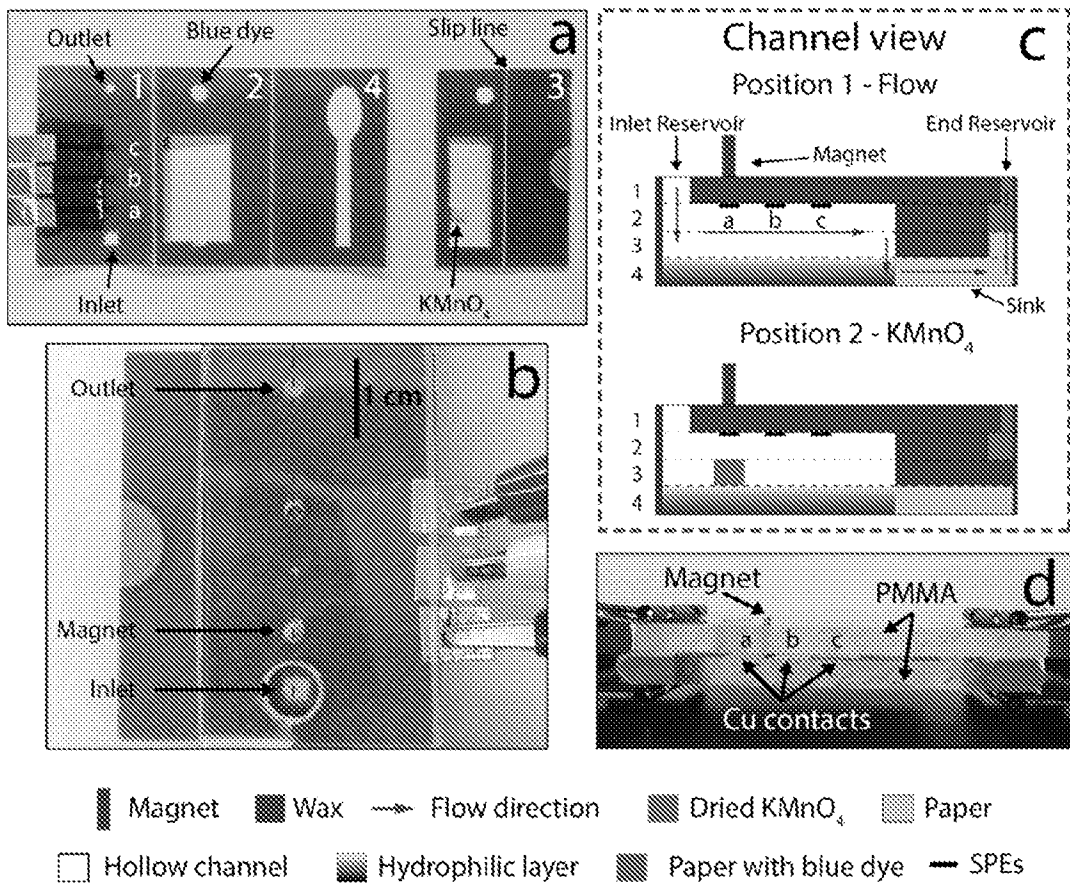 a
Outlet
Blue dye
Slip line
1
2
4
3
c
b
a
Inlet
KMnO4
b
Outlet
1 cm
Magnet
Inlet
c
Channel view
Position 1 - Flow
Inlet Reservoir
End Reservoir
Magnet
1
2
3
4
a b c
Sink
Position 2 - KMnO4
1
2
3
4
d
Magnet
PMMA
a b c
Cu contacts
Magnet Wax Flow direction Dried KMnO4 Paper
Hollow channel Hydrophilic layer Paper with blue dye SPEs